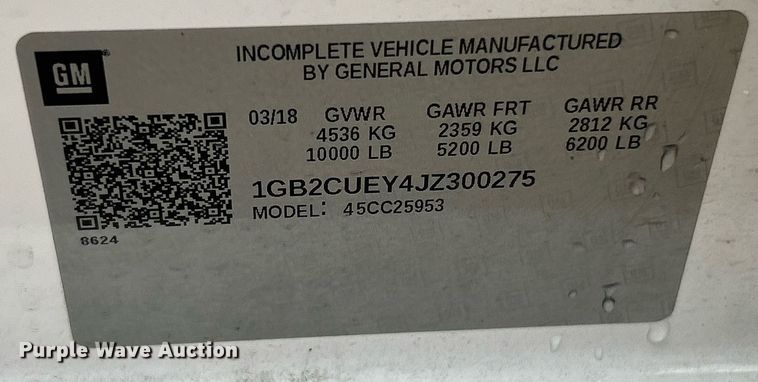 GM
INCOMPLETE VEHICLE MANUFACTURED
BY GENERAL MOTORS LLC
03/18 GVWR GAWR FRT GAWR RR
4536 KG 2359 KG 2812 KG
10000 LB 5200 LB 6200 LB
1GB2CUEY4JZ300275
MODEL: 45CC25953
8624
Purple Wave Auction